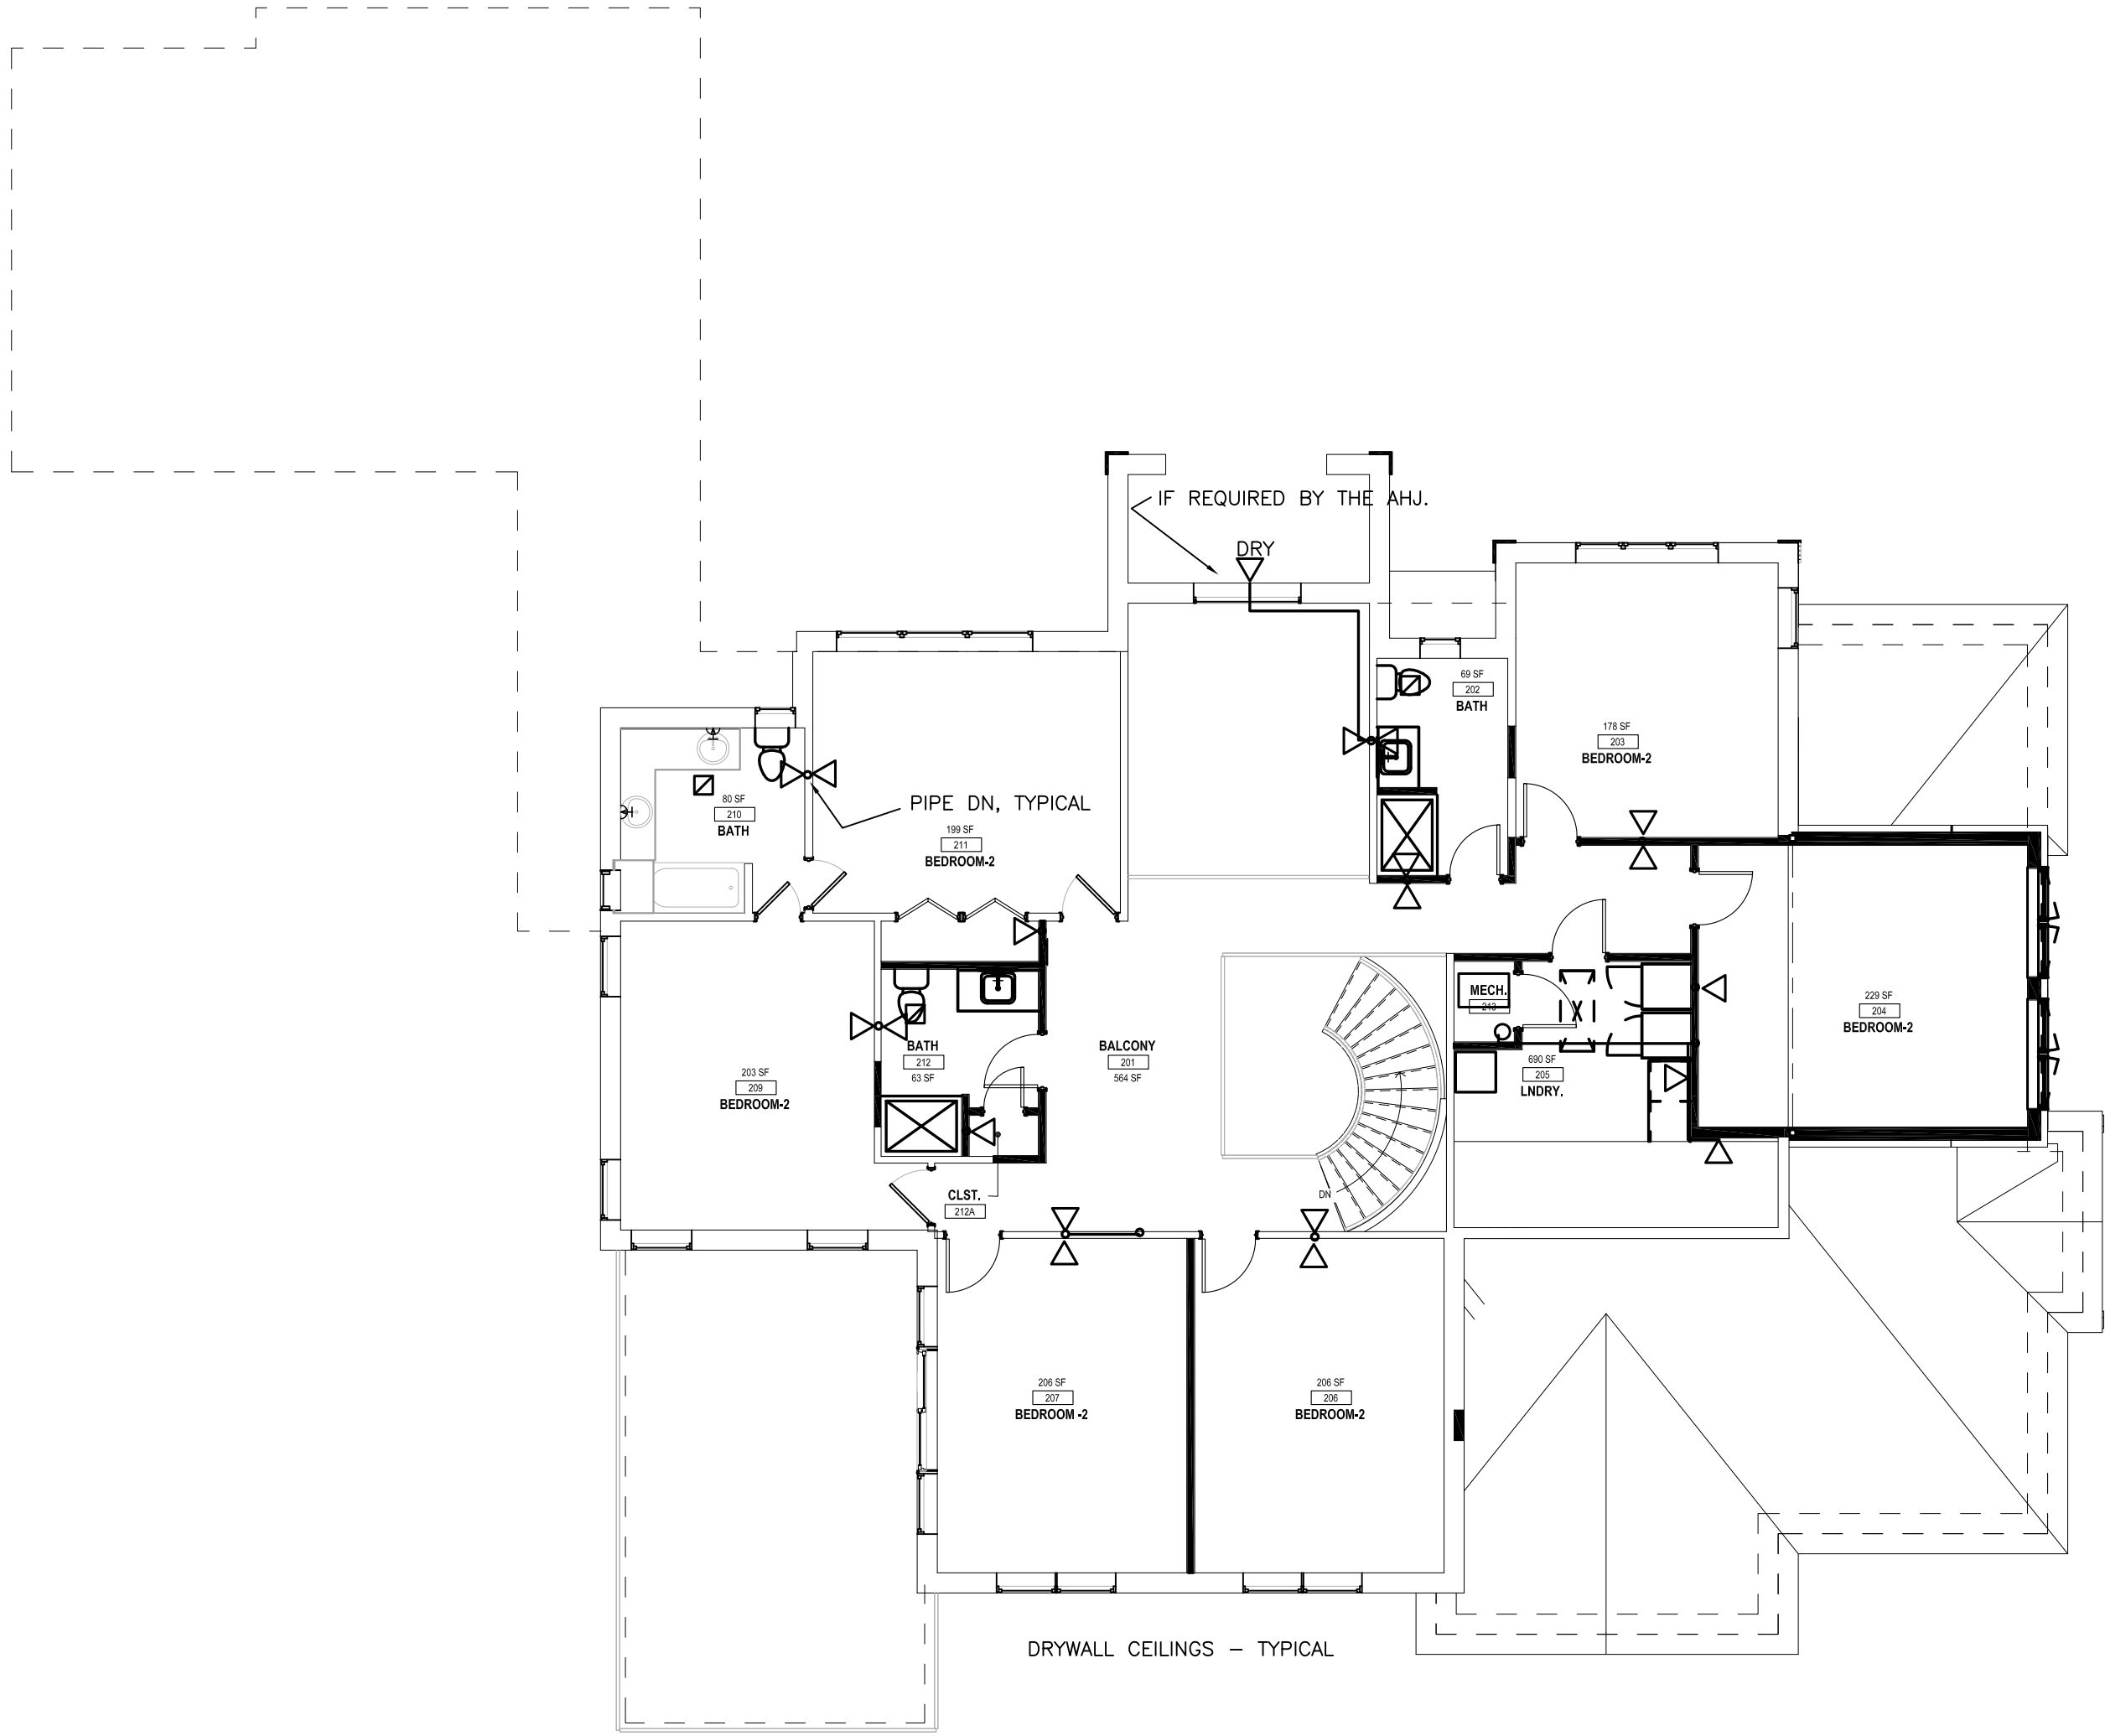 IF REQUIRED BY THE AHJ.
DRY
69 SF
202
BATH
178 SF
203
BEDROOM-2
80 SF
210
BATH
PIPE DN, TYPICAL
199 SF
211
BEDROOM-2
MECH.
213
229 SF
204
BEDROOM-2
BATH
212
63 SF
BALCONY
201
564 SF
690 SF
205
LNDRY.
203 SF
209
BEDROOM-2
CLST.
212A
DN
206 SF
207
BEDROOM -2
206 SF
206
BEDROOM-2
DRYWALL CEILINGS – TYPICAL